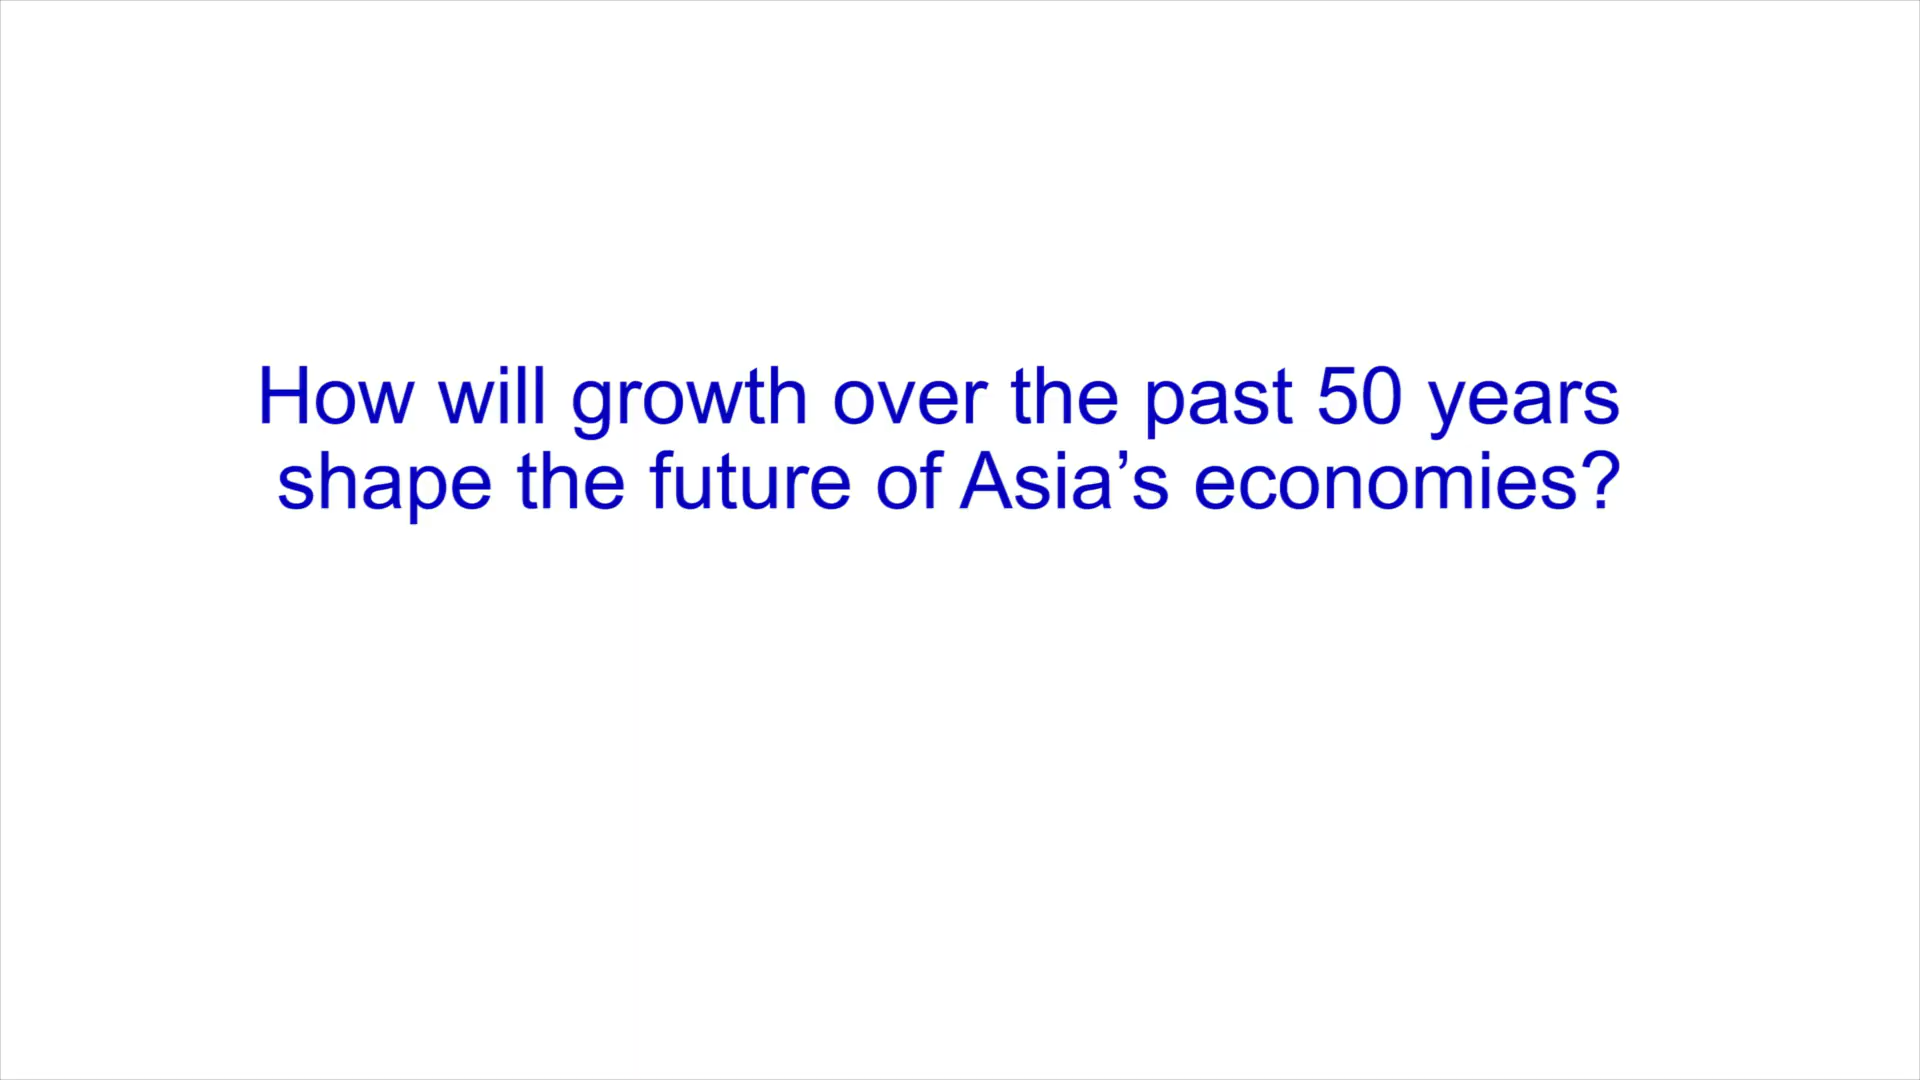 How will growth over the past 50 years
shape the future of Asia’s economies?